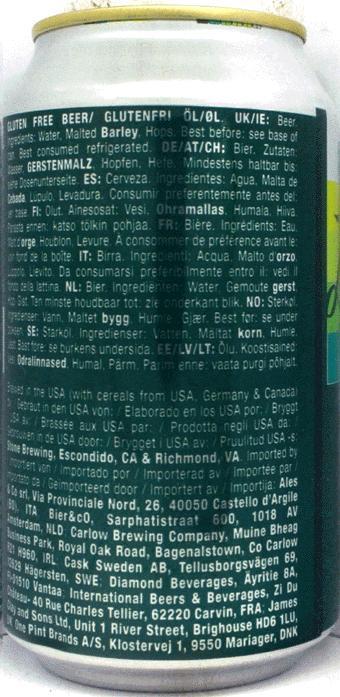 GLUTEN FREE BEER/ GLUTENFRI ÖL/ØL. UK/IE: Beer.
Ingredients: Water, Malted Barley, Hops. Best before: see base of
can. Best consumed refrigerated. DE/AT/CH: Bier. Zutaten:
Wasser, GERSTENMALZ, Hopfen, Hefe. Mindestens haltbar bis:
siehe Dosenunterseite. ES: Cerveza. Ingredientes: Agua, Malta de
Cebada, Lupulo, Levadura. Consumir preferentemente antes del:
ver base. FI: Olut. Ainesosat: Vesi, Ohramallas, Humala, Hiiva.
Parasta ennen: katso tölkin pohjaa. FR: Bière. Ingrédients: Eau,
Malt d'orge, Houblon, Levure. À consommer de préférence avant le:
fond de la boîte. IT: Birra. Ingredienti: Acqua, Malto d'orzo,
Luppolo, Lievito. Da consumarsi preferibilmente entro il: vedi il
fondo della lattina. NL: Bier. ingredienten: Water, Gemoute gerst,
Hop, Gist. Ten minste houdbaar tot: zie onderkant blik. NO: Sterkøl.
Ingredienser: Vann, Maltet bygg, Humle, Gjær. Best før: se under
SE: Starköl. Ingredienser: Vatten, Mältat korn, Humle,
Jäst. Bäst före: se burkens undersida. EE/LV/LT: Õlu. Koostisained:
Vesi, Odralinnased, Humal, Pärm. Parim enne: vaata purgi põhjalt.
Brewed in the USA (with cereals from USA, Germany & Canada)
/ Gebraut in den USA von: / Elaborado en los USA por: / Bryggt
i USA av: / Brassée aux USA par: / Prodotta negli USA da: /
Gebrouwen in de USA door: / Brygget i USA av: / Pruulitud USA -s:
Stone Brewing, Escondido, CA & Richmond, VA. Imported by
/ Importiert von / Importado por / Importerad av / Importée par /
Importato da / Geïmporteerd door / Importert av / Importija: Ales
& Co srl, Via Provinciale Nord, 26, 40050 Castello d'Argile
(BO), ITA Bier&cO, Sarphatistraat 600, 1018 AV
Amsterdam, NLD; Carlow Brewing Company, Muine Bheag
Business Park, Royal Oak Road, Bagenalstown, Co Carlow
R21 H960, IRL; Cask Sweden AB, Tellusborgsvägen 69,
12629 Hägersten, SWE; Diamond Beverages, Äyritie 8A,
FI-01510 Vantaa; International Beers & Beverages, Zi Du
Château- 40 Rue Charles Tellier, 62220 Carvin, FRA; James
Clay and Sons Ltd, Unit 1 River Street, Brighouse HD6 1LU,
UK; One Pint Brands A/S, Klostervej 1, 9550 Mariager, DNK